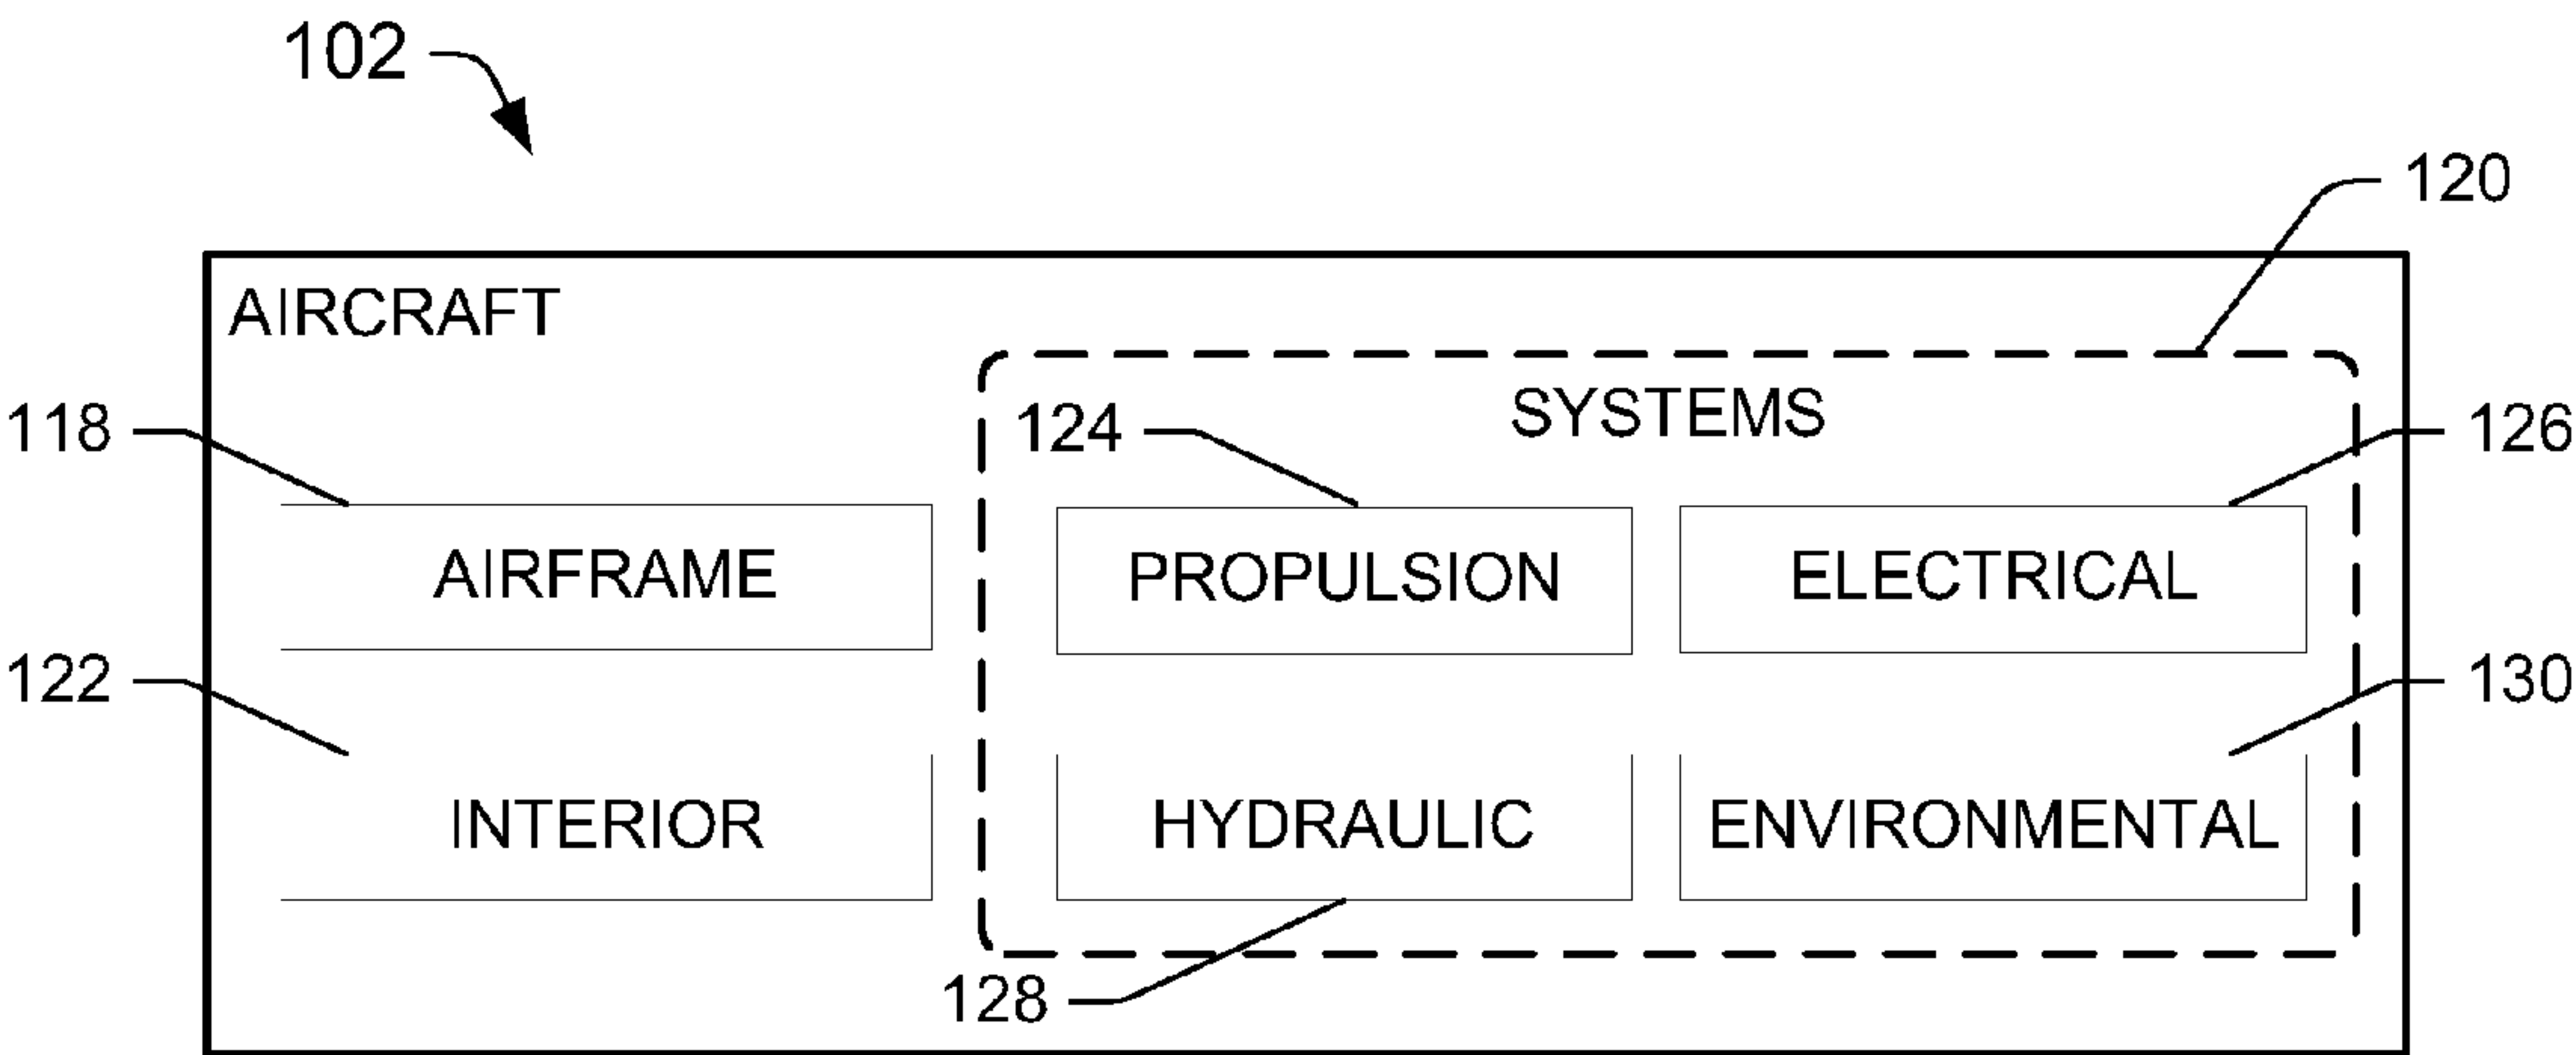 102
120
AIRCRAFT
SYSTEMS
118
124
126
AIRFRAME
PROPULSION
ELECTRICAL
122
130
INTERIOR
HYDRAULIC
ENVIRONMENTAL
128